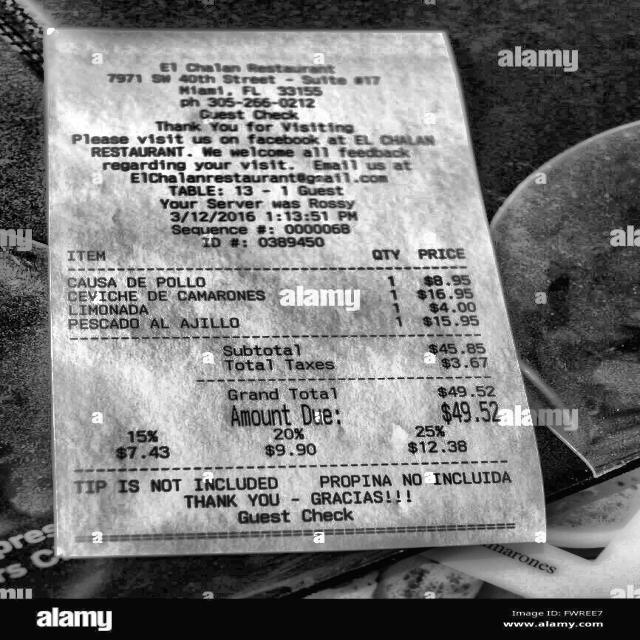 El Chalan Restaurant
7971 SW 40th Street - Suite #17
Miami, FL 33155
ph 305-266-0212
Guest Check
Thank You for Visiting
Please visit us on facebook at EL CHALAN
RESTAURANT. We welcome all feedback
regarding your visit. Email us at
ElChalanrestaurant@gmail.com
TABLE: 13 - 1 Guest
Your Server was Rossy
3/12/2016 1:13:51 PM
Sequence #: 0000068
ID #: 0389450
ITEM QTY PRICE
CAUSA DE POLLO 1 $8.95
CEVICHE DE CAMARONES 1 $16.95
LIMONADA 1 $4.00
PESCADO AL AJILLO 1 $15.95
Subtotal $45.85
Total Taxes $3.67
Grand Total $49.52
Amount Due: $49.52
15% 20% 25%
$7.43 $9.90 $12.38
TIP IS NOT INCLUDED PROPINA NO INCLUIDA
THANK YOU - GRACIAS!!!
Guest Check
alamy
Image ID: FWREE7
www.alamy.com